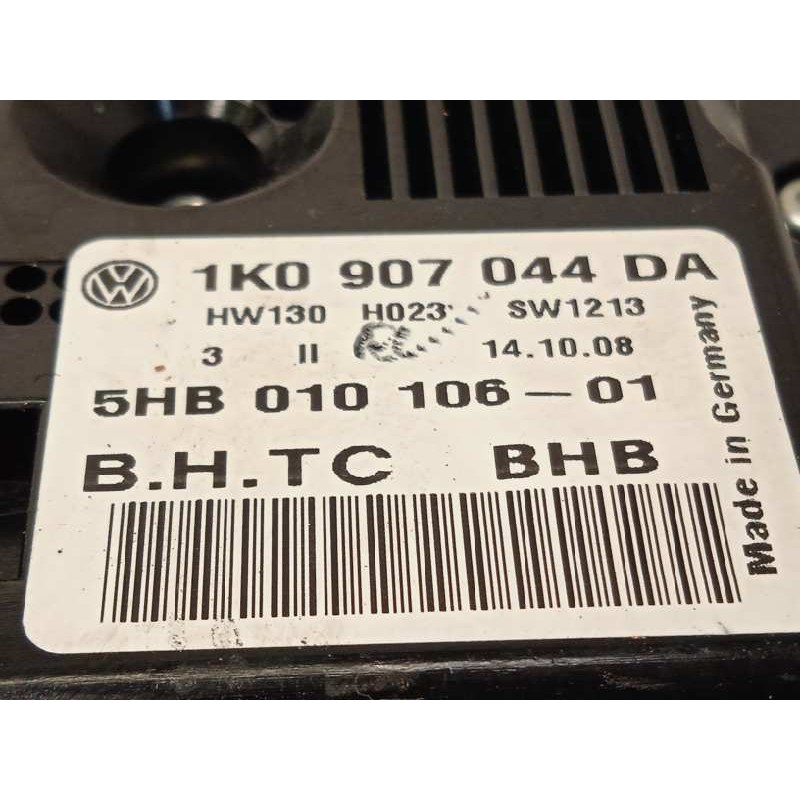 1K0 907 044 DA
HW130 H023 SW1213
3 II 14.10.08
5HB 010 106-01
B.H.TC BHB
Made in Germany